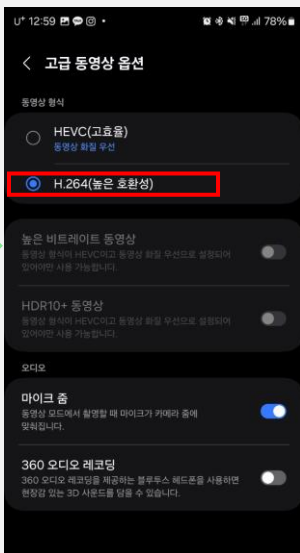 U⁺ 12:59
78%
< 고급 동영상 옵션
동영상 형식
HEVC(고효율)
동영상 화질 우선
H.264(높은 호환성)
높은 비트레이트 동영상
동영상 형식이 HEVC이고 동영상 화질 우선으로 설정되어
있어야만 사용 가능합니다.
HDR10+ 동영상
동영상 형식이 HEVC이고 동영상 화질 우선으로 설정되어
있어야만 사용 가능합니다.
오디오
마이크 줌
동영상 모드에서 촬영할 때 마이크가 카메라 줌에
맞춰집니다.
360 오디오 레코딩
360 오디오 레코딩을 제공하는 블루투스 헤드폰을 사용하면
현장감 있는 3D 사운드를 담을 수 있습니다.